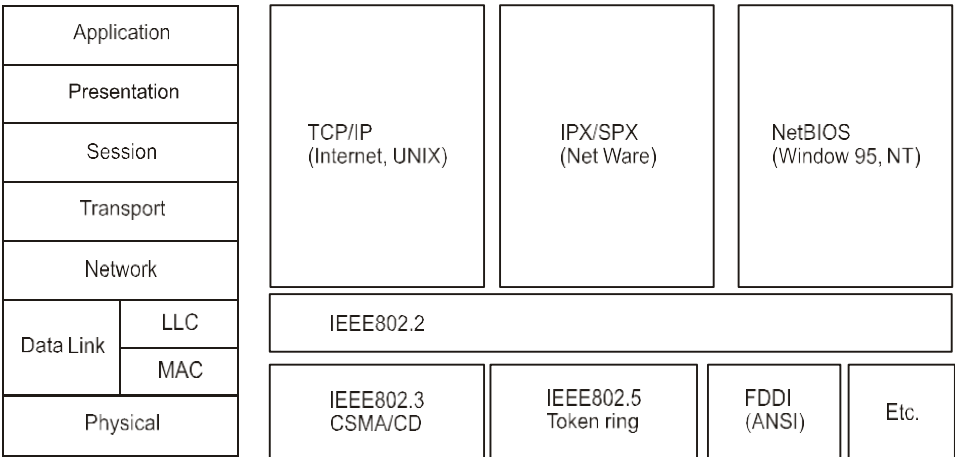 Application
Presentation
Session
Transport
Network
Data Link
LLC
MAC
Physical
TCP/IP
(Internet, UNIX)
IPX/SPX
(Net Ware)
NetBIOS
(Window 95, NT)
IEEE802.2
IEEE802.3
CSMA/CD
IEEE802.5
Token ring
FDDI
(ANSI)
Etc.